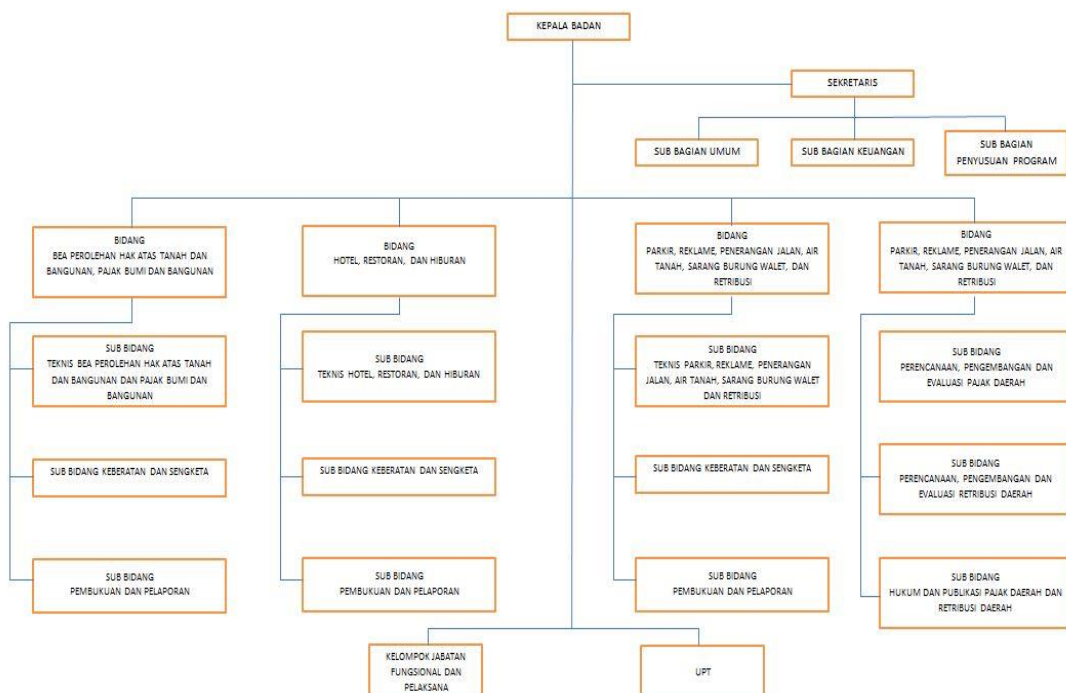 KEPALA BADAN
SEKRETARIS
SUB BAGIAN UMUM
SUB BAGIAN KEUANGAN
SUB BAGIAN
PENYUSUAN PROGRAM
BIDANG
BEA PEROLEHAN HAK ATAS TANAH DAN
BANGUNAN, PAJAK BUMI DAN BANGUNAN
BIDANG
HOTEL, RESTORAN, DAN HIBURAN
BIDANG
PARKIR, REKLAME, PENERANGAN JALAN, AIR
TANAH, SARANG BURUNG WALET, DAN
RETRIBUSI
BIDANG
PARKIR, REKLAME, PENERANGAN JALAN, AIR
TANAH, SARANG BURUNG WALET, DAN
RETRIBUSI
SUB BIDANG
TEKNIS BEA PEROLEHAN HAK ATAS TANAH
DAN BANGUNAN DAN PAJAK BUMI DAN
BANGUNAN
SUB BIDANG
TEKNIS HOTEL, RESTORAN, DAN HIBURAN
SUB BIDANG
TEKNIS PARKIR, REKLAME, PENERANGAN
JALAN, AIR TANAH, SARANG BURUNG WALET
DAN RETRIBUSI
SUB BIDANG
PERENCANAAN, PENGEMBANGAN DAN
EVALUASI PAJAK DAERAH
SUB BIDANG KEBERATAN DAN SENGKETA
SUB BIDANG KEBERATAN DAN SENGKETA
SUB BIDANG KEBERATAN DAN SENGKETA
SUB BIDANG
PERENCANAAN, PENGEMBANGAN DAN
EVALUASI RETRIBUSI DAERAH
SUB BIDANG
PEMBUKUAN DAN PELAPORAN
SUB BIDANG
PEMBUKUAN DAN PELAPORAN
SUB BIDANG
PEMBUKUAN DAN PELAPORAN
SUB BIDANG
HUKUM DAN PUBLIKASI PAJAK DAERAH DAN
RETRIBUSI DAERAH
KELOMPOK JABATAN
FUNGSIONAL DAN
PELAKSANA
UPT